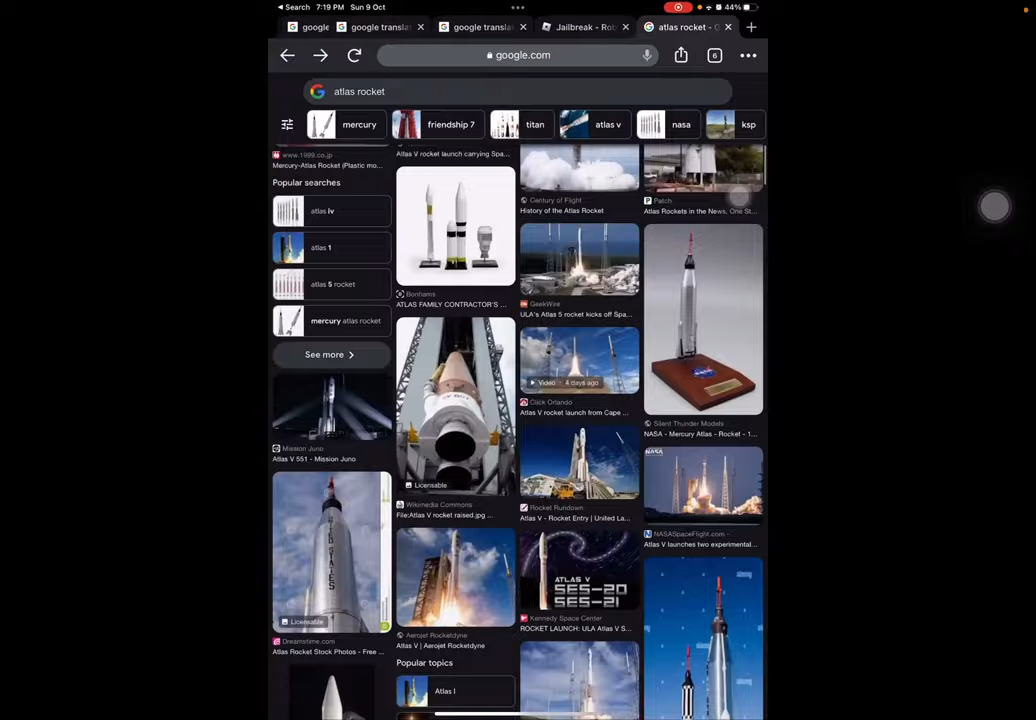 Search 7:19 PM Sun 9 Oct
44%
google
google transla
google transla
Jailbreak - Rob
atlas rocket - G
google.com
6
atlas rocket
mercury
friendship 7
titan
atlas v
nasa
ksp
www.1999.co.jp
Mercury-Atlas Rocket (Plastic mo...
Popular searches
atlas iv
atlas 1
atlas 5 rocket
mercury atlas rocket
See more
Mission Juno
Atlas V 551 - Mission Juno
UNITED STATES
Licensable
Dreamstime.com
Atlas Rocket Stock Photos - Free ...
Atlas V rocket launch carrying Spa...
Bonhams
ATLAS FAMILY CONTRACTOR'S ...
Licensable
Wikimedia Commons
File:Atlas V rocket raised.jpg ...
Aerojet Rocketdyne
Atlas V | Aerojet Rocketdyne
Popular topics
Atlas I
Century of Flight
History of the Atlas Rocket
GeekWire
ULA's Atlas 5 rocket kicks off Spa...
Video · 4 days ago
Click Orlando
Atlas V rocket launch from Cape ...
Rocket Rundown
Atlas V - Rocket Entry | United La...
ATLAS V
SES-20
SES-21
Kennedy Space Center
ROCKET LAUNCH: ULA Atlas V S...
Patch
Atlas Rockets in the News, One St...
Silent Thunder Models
NASA - Mercury Atlas - Rocket - 1...
NASA
NASASpaceFlight.com -
Atlas V launches two experimental...